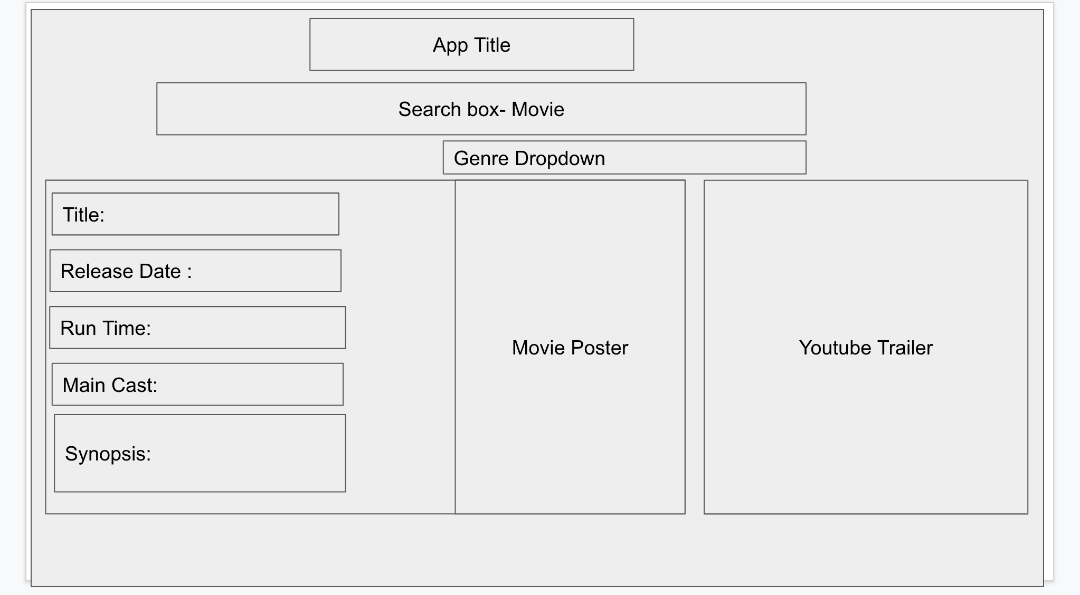 App Title
Search box- Movie
Genre Dropdown
Title:
Release Date :
Run Time:
Main Cast:
Synopsis:
Movie Poster
Youtube Trailer